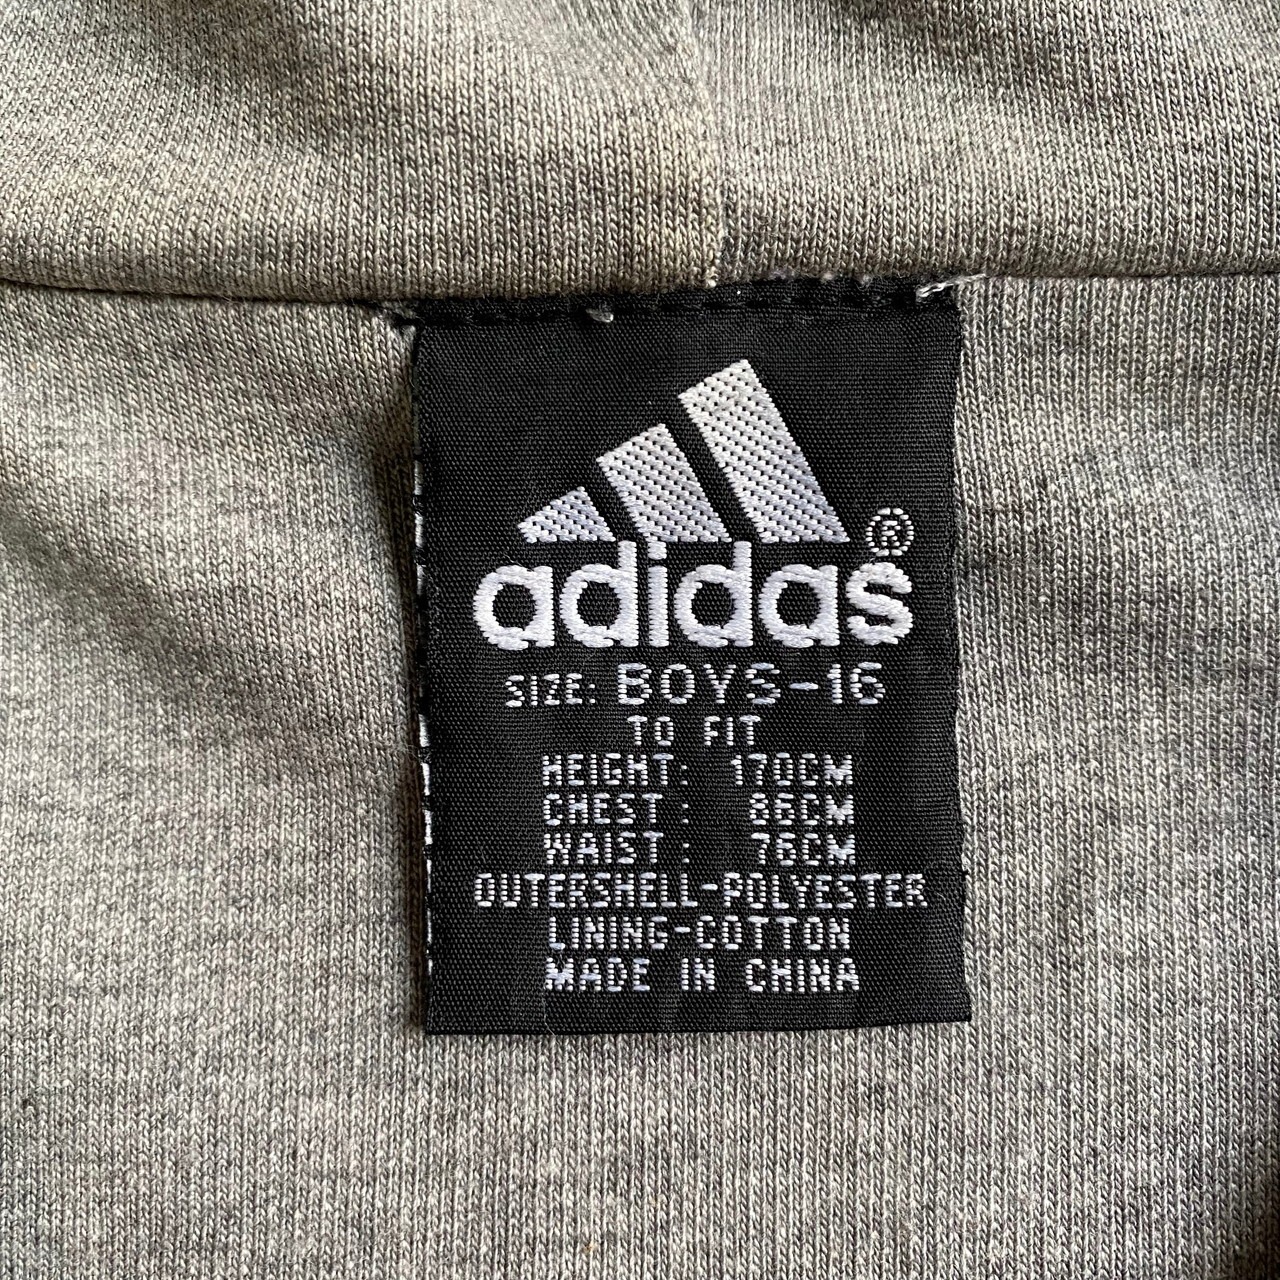 adidas®
SIZE: BOYS-16
TO FIT
HEIGHT: 170CM
CHEST: 86CM
WAIST: 76CM
OUTERSHELL-POLYESTER
LINING-COTTON
MADE IN CHINA